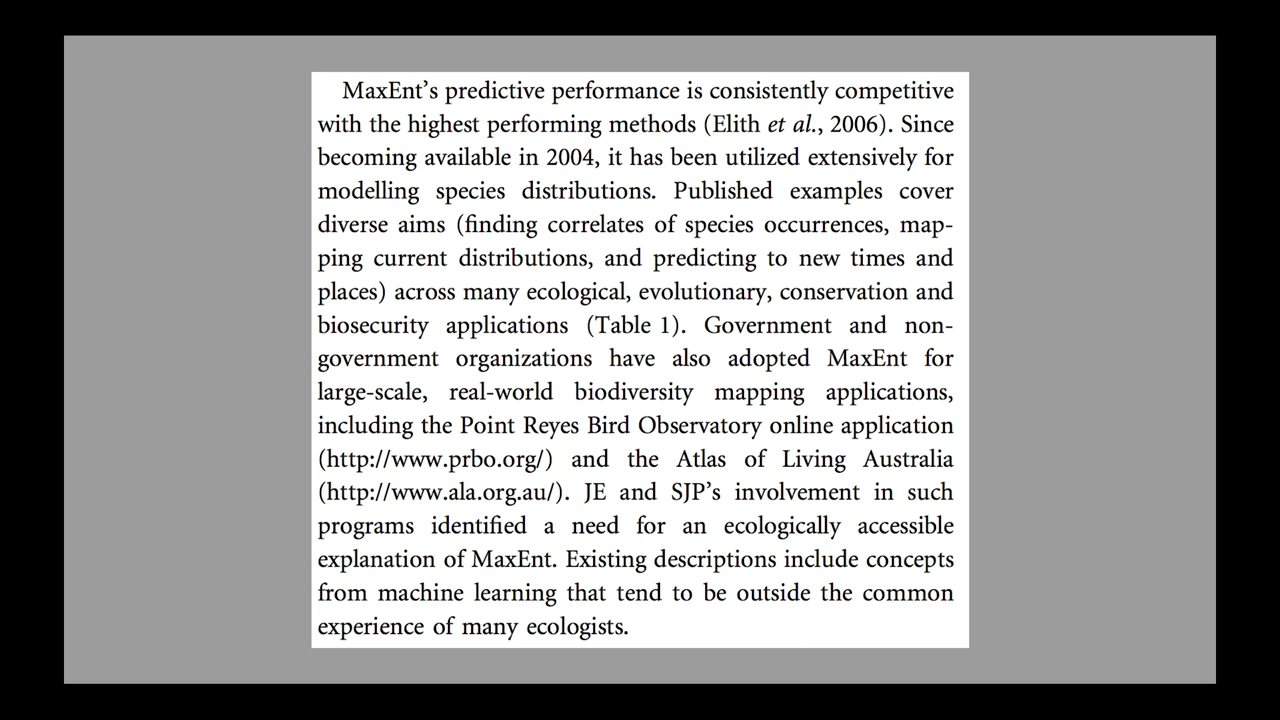 MaxEnt’s predictive performance is consistently competitive
with the highest performing methods (Elith et al., 2006). Since
becoming available in 2004, it has been utilized extensively for
modelling species distributions. Published examples cover
diverse aims (finding correlates of species occurrences, map-
ping current distributions, and predicting to new times and
places) across many ecological, evolutionary, conservation and
biosecurity applications (Table 1). Government and non-
government organizations have also adopted MaxEnt for
large-scale, real-world biodiversity mapping applications,
including the Point Reyes Bird Observatory online application
(http://www.prbo.org/) and the Atlas of Living Australia
(http://www.ala.org.au/). JE and SJP’s involvement in such
programs identified a need for an ecologically accessible
explanation of MaxEnt. Existing descriptions include concepts
from machine learning that tend to be outside the common
experience of many ecologists.